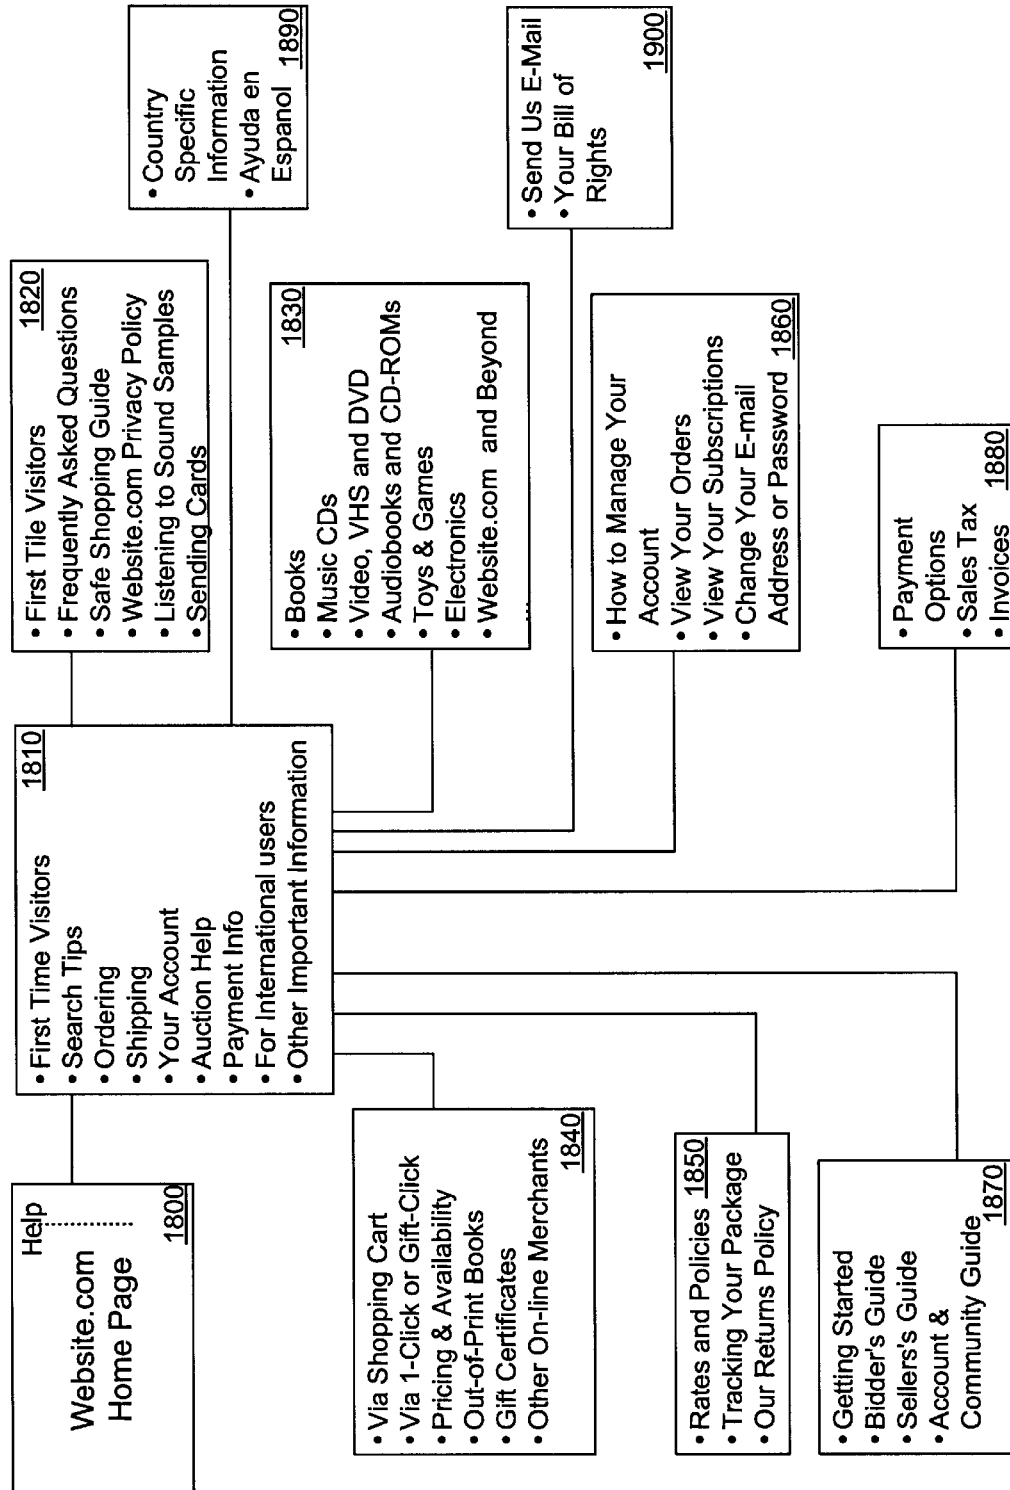 Help
Website.com
Home Page
1800
1810
• First Time Visitors
• Search Tips
• Ordering
• Shipping
• Your Account
• Auction Help
• Payment Info
• For International users
• Other Important Information
1820
• First Tile Visitors
• Frequently Asked Questions
• Safe Shopping Guide
• Website.com Privacy Policy
• Listening to Sound Samples
• Sending Cards
• Country
Specific
Information
• Ayuda en
Espanol
1890
1830
• Books
• Music CDs
• Video, VHS and DVD
• Audiobooks and CD-ROMs
• Toys & Games
• Electronics
• Website.com and Beyond
• Send Us E-Mail
• Your Bill of
Rights
1900
• How to Manage Your
Account
• View Your Orders
• View Your Subscriptions
• Change Your E-mail
Address or Password 1860
• Payment
Options
• Sales Tax
• Invoices 1880
• Via Shopping Cart
• Via 1-Click or Gift-Click
• Pricing & Availability
• Out-of-Print Books
• Gift Certificates
• Other On-line Merchants
1840
• Rates and Policies 1850
• Tracking Your Package
• Our Returns Policy
• Getting Started
• Bidder's Guide
• Sellers's Guide
• Account &
Community Guide
1870